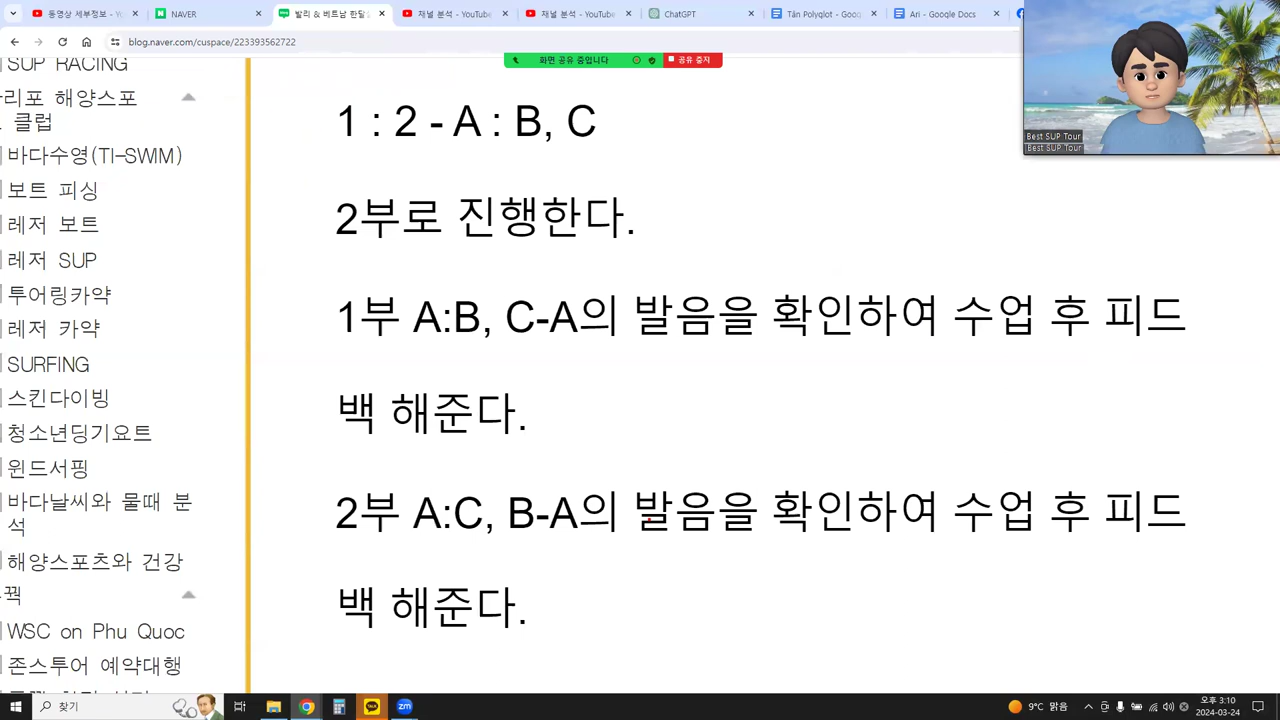 동영상 세부정보 - Yo
NAVER
발리 & 베트남 한달살
채널 분석 - YouTube
채널 분석 - YouTube
ChatGPT
Tân Polyglot - Goo
Ari - Google Docs
blog.naver.com/cuspace/223393562722
화면 공유 중입니다
공유 중지
SUP RACING
리포 해양스포
클럽
바다수영(TI-SWIM)
보트 피싱
레저 보트
레저 SUP
투어링카약
레저 카약
SURFING
스킨다이빙
청소년딩기요트
윈드서핑
바다날씨와 물때 분
석
해양스포츠와 건강
꿕
WSC on Phu Quoc
존스투어 예약대행
1 : 2 - A : B, C
2부로 진행한다.
1부 A:B, C-A의 발음을 확인하여 수업 후 피드
백 해준다.
2부 A:C, B-A의 발음을 확인하여 수업 후 피드
백 해준다.
Best SUP Tour
Best SUP Tour
찾기
TALK
zm
9°C 맑음
오후 3:10
2024-03-24